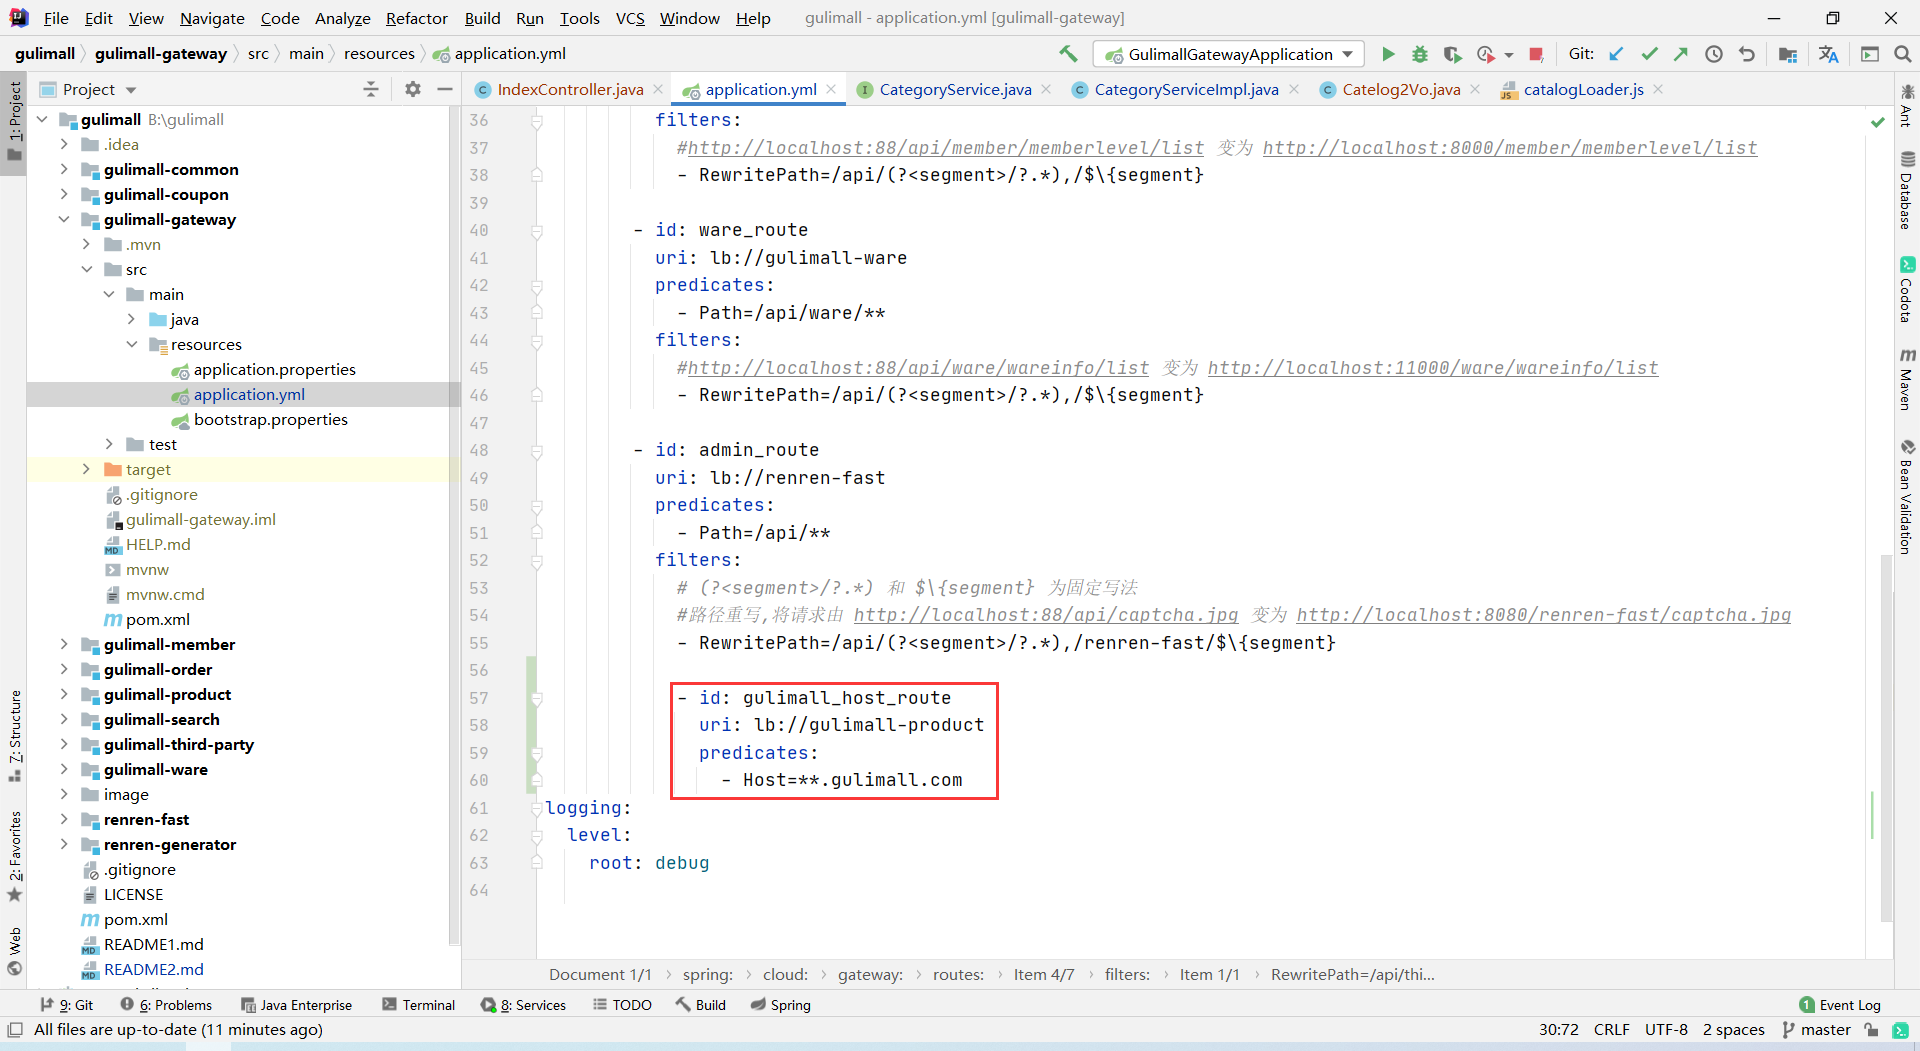 File Edit View Navigate Code Analyze Refactor Build Run Tools VCS Window Help gulimall - application.yml [gulimall-gateway]
gulimall gulimall-gateway src main resources application.yml GulimallGatewayApplication Git:
Project IndexController.java application.yml CategoryService.java CategoryServiceImpl.java Catelog2Vo.java catalogLoader.js
1: Project
7: Structure
2: Favorites
Web
gulimall B:\gulimall
.idea
gulimall-common
gulimall-coupon
gulimall-gateway
.mvn
src
main
java
resources
application.properties
application.yml
bootstrap.properties
test
target
.gitignore
gulimall-gateway.iml
HELP.md
mvnw
mvnw.cmd
pom.xml
gulimall-member
gulimall-order
gulimall-product
gulimall-search
gulimall-third-party
gulimall-ware
image
renren-fast
renren-generator
.gitignore
LICENSE
pom.xml
README1.md
README2.md
36 filters:
37 #http://localhost:88/api/member/memberlevel/list 变为 http://localhost:8000/member/memberlevel/list
38 - RewritePath=/api/(?<segment>/?.*),/$\{segment}
39
40 - id: ware_route
41 uri: lb://gulimall-ware
42 predicates:
43 - Path=/api/ware/**
44 filters:
45 #http://localhost:88/api/ware/wareinfo/list 变为 http://localhost:11000/ware/wareinfo/list
46 - RewritePath=/api/(?<segment>/?.*),/$\{segment}
47
48 - id: admin_route
49 uri: lb://renren-fast
50 predicates:
51 - Path=/api/**
52 filters:
53 # (?<segment>/?.*) 和 $\{segment} 为固定写法
54 #路径重写,将请求由 http://localhost:88/api/captcha.jpg 变为 http://localhost:8080/renren-fast/captcha.jpg
55 - RewritePath=/api/(?<segment>/?.*),/renren-fast/$\{segment}
56
57 - id: gulimall_host_route
58 uri: lb://gulimall-product
59 predicates:
60 - Host=**.gulimall.com
61 logging:
62 level:
63 root: debug
64
Ant
Database
Codota
Maven
Bean Validation
Document 1/1 spring: cloud: gateway: routes: Item 4/7 filters: Item 1/1 RewritePath=/api/thi...
9: Git 6: Problems Java Enterprise Terminal 8: Services TODO Build Spring 1 Event Log
All files are up-to-date (11 minutes ago) 30:72 CRLF UTF-8 2 spaces master